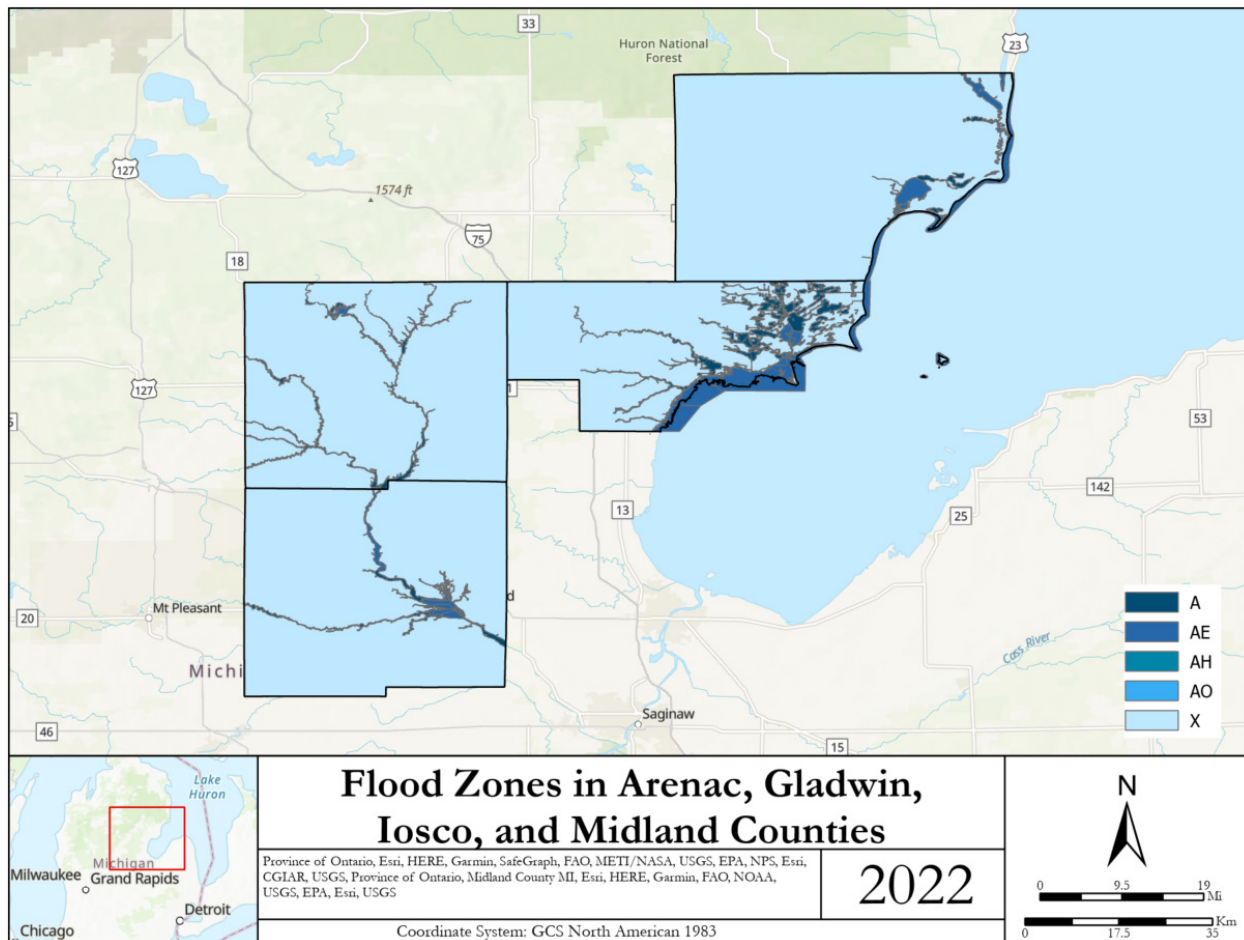 33
23
Huron National
Forest
127
1574 ft
75
18
127
53
142
13
25
20
Mt Pleasant
d
Michi
Cass River
Saginaw
46
15
A
AE
AH
AO
X
Lake
Huron
Michigan
Milwaukee
Grand Rapids
Detroit
Chicago
Flood Zones in Arenac, Gladwin,
Iosco, and Midland Counties
Province of Ontario, Esri, HERE, Garmin, SafeGraph, FAO, METI/NASA, USGS, EPA, NPS, Esri,
CGIAR, USGS, Province of Ontario, Midland County MI, Esri, HERE, Garmin, FAO, NOAA,
USGS, EPA, Esri, USGS
2022
Coordinate System: GCS North American 1983
N
0 9.5 19
Mi
Km
0 17.5 35